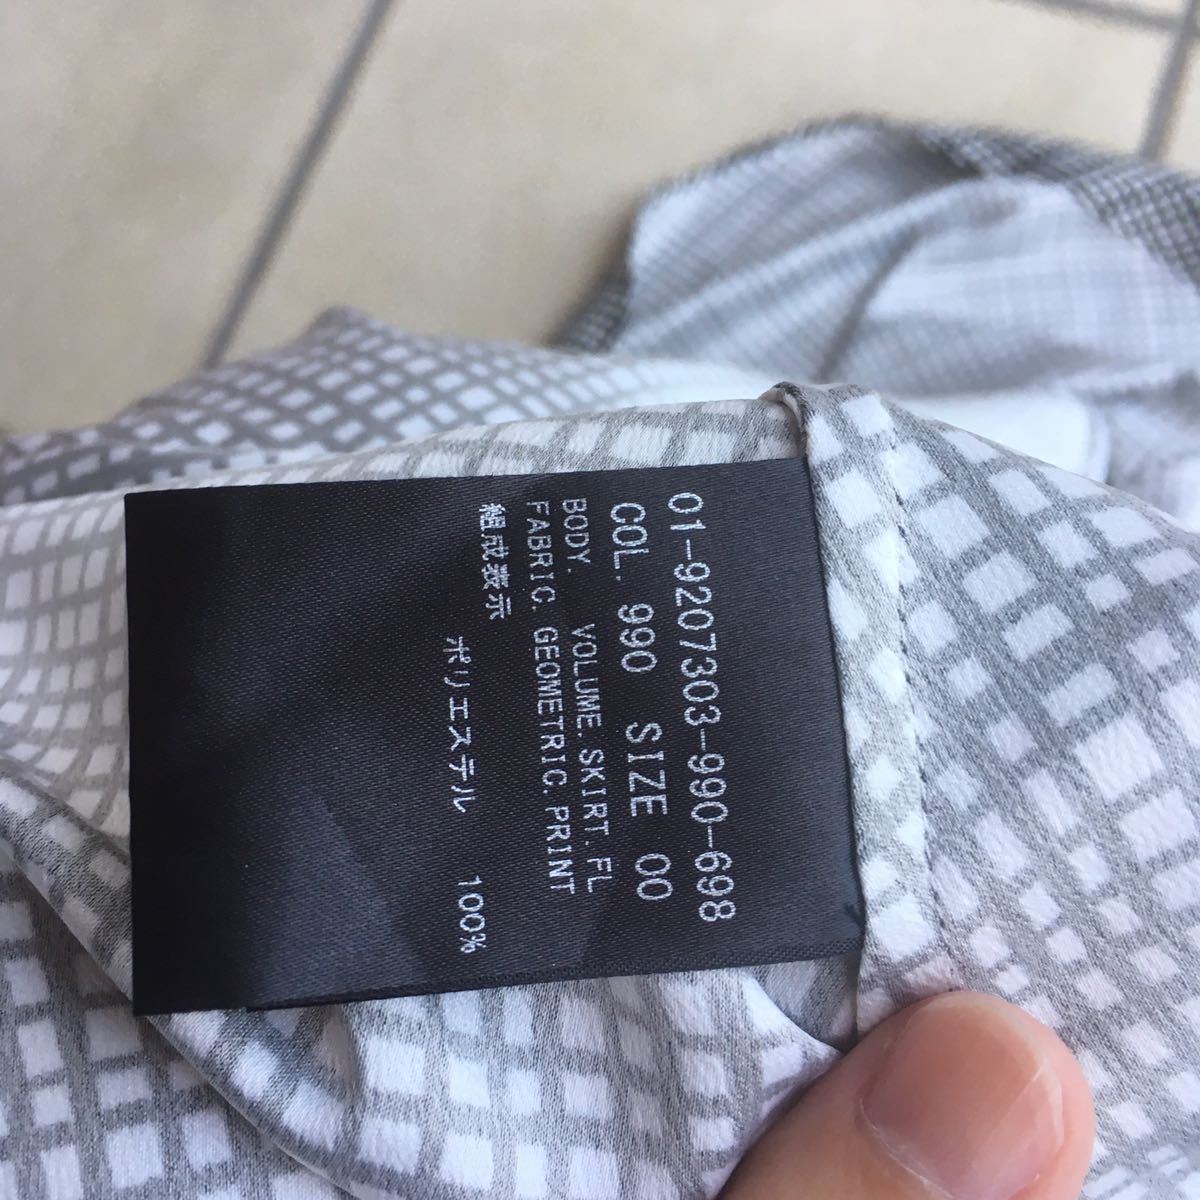 01-9207303-990-698
COL. 990 SIZE 00
BODY. VOLUME. SKIRT. FL
FABRIC. GEOMETRIC. PRINT
組成表示
ポリエステル 100%